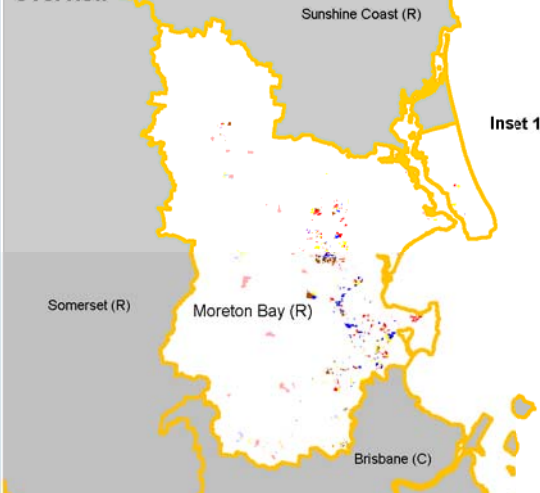 Sunshine Coast (R)
Inset 1
Somerset (R)
Moreton Bay (R)
Brisbane (C)